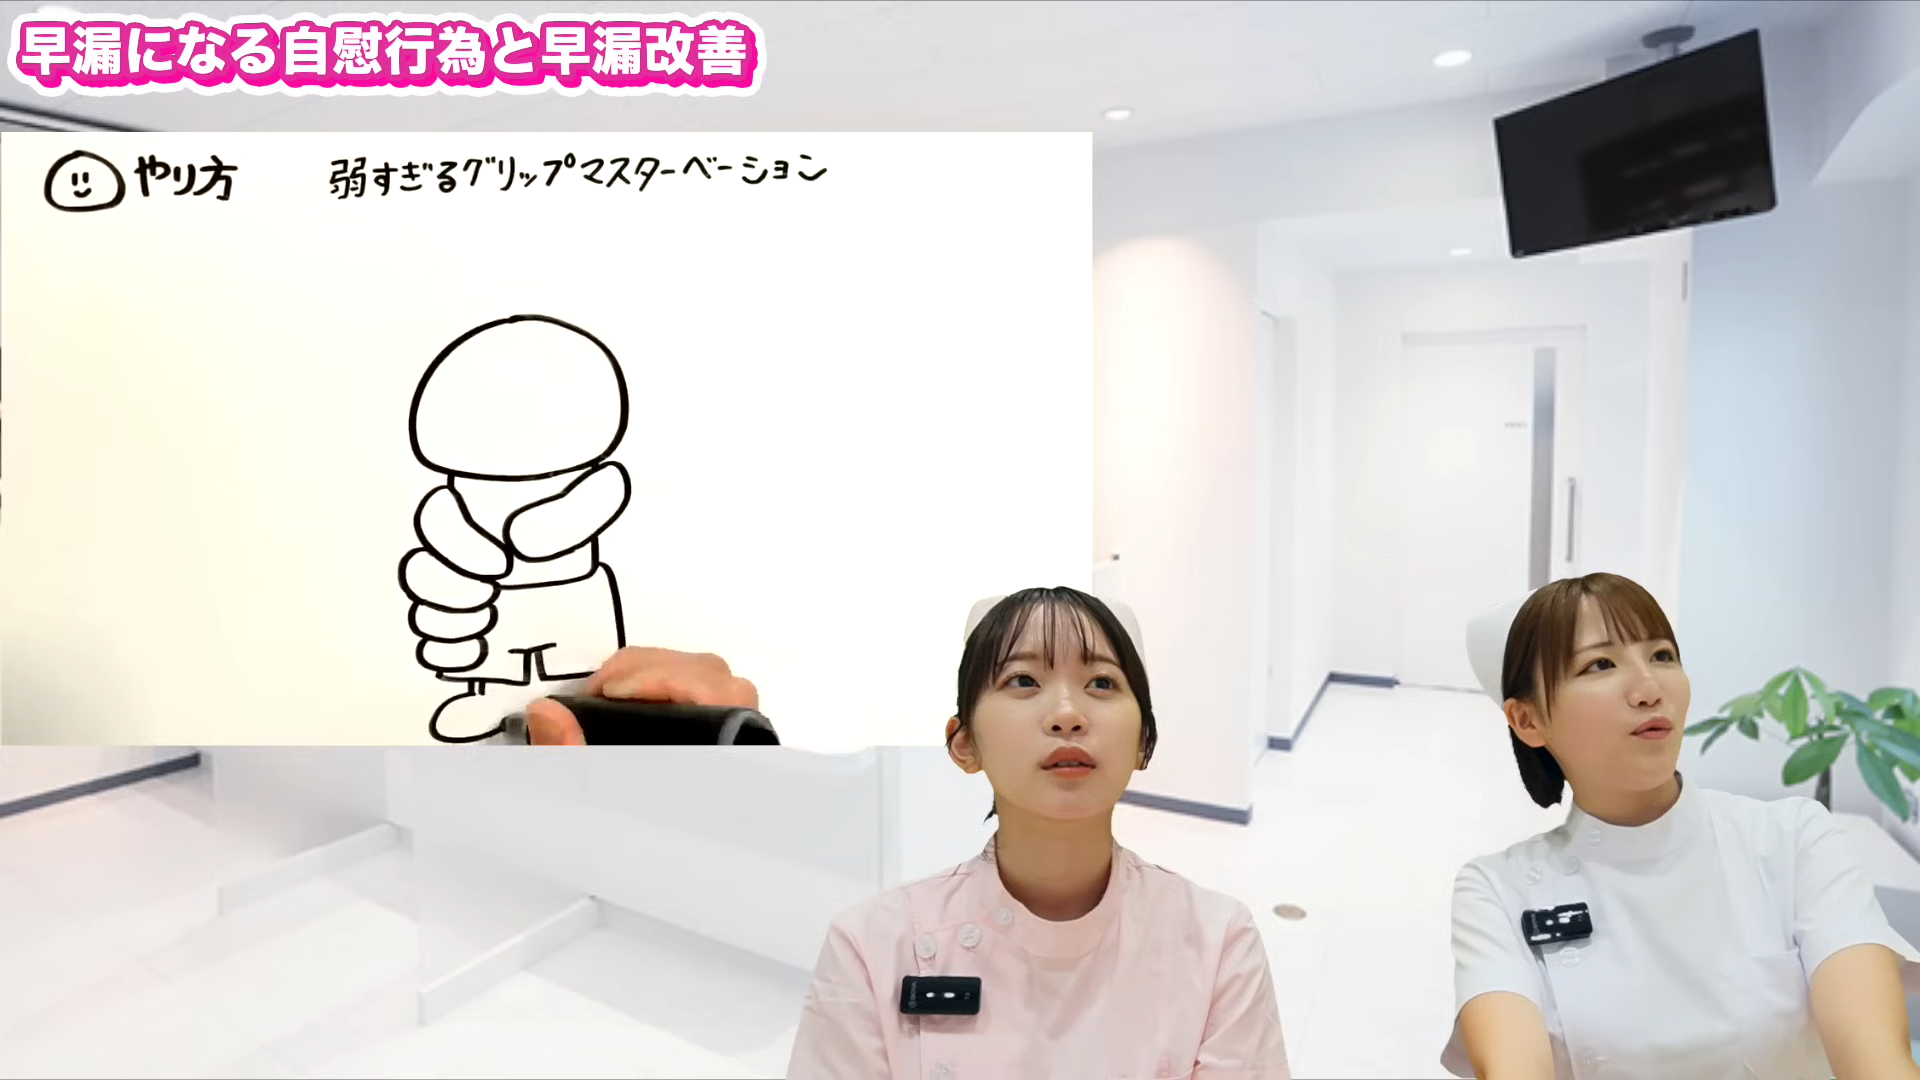 早漏になる自慰行為と早漏改善
やり方
弱すぎるグリップマスターベーション